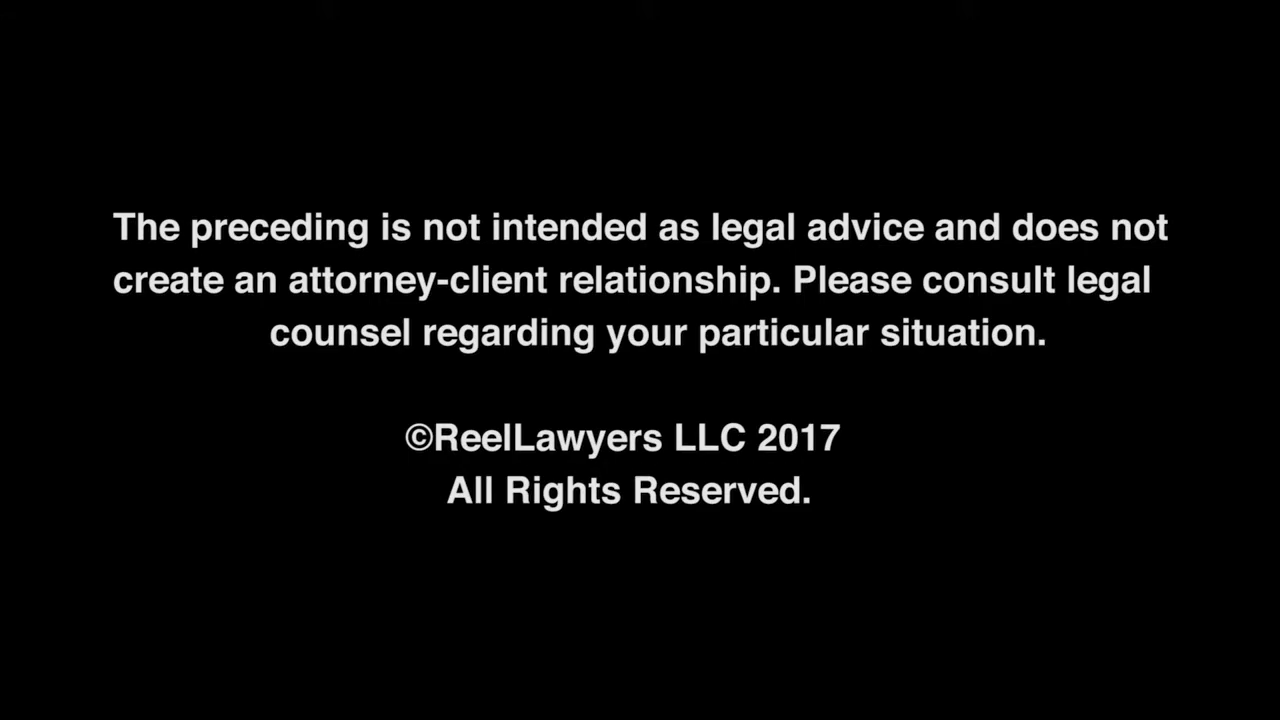 The preceding is not intended as legal advice and does not
create an attorney-client relationship. Please consult legal
counsel regarding your particular situation.
©ReelLawyers LLC 2017
All Rights Reserved.